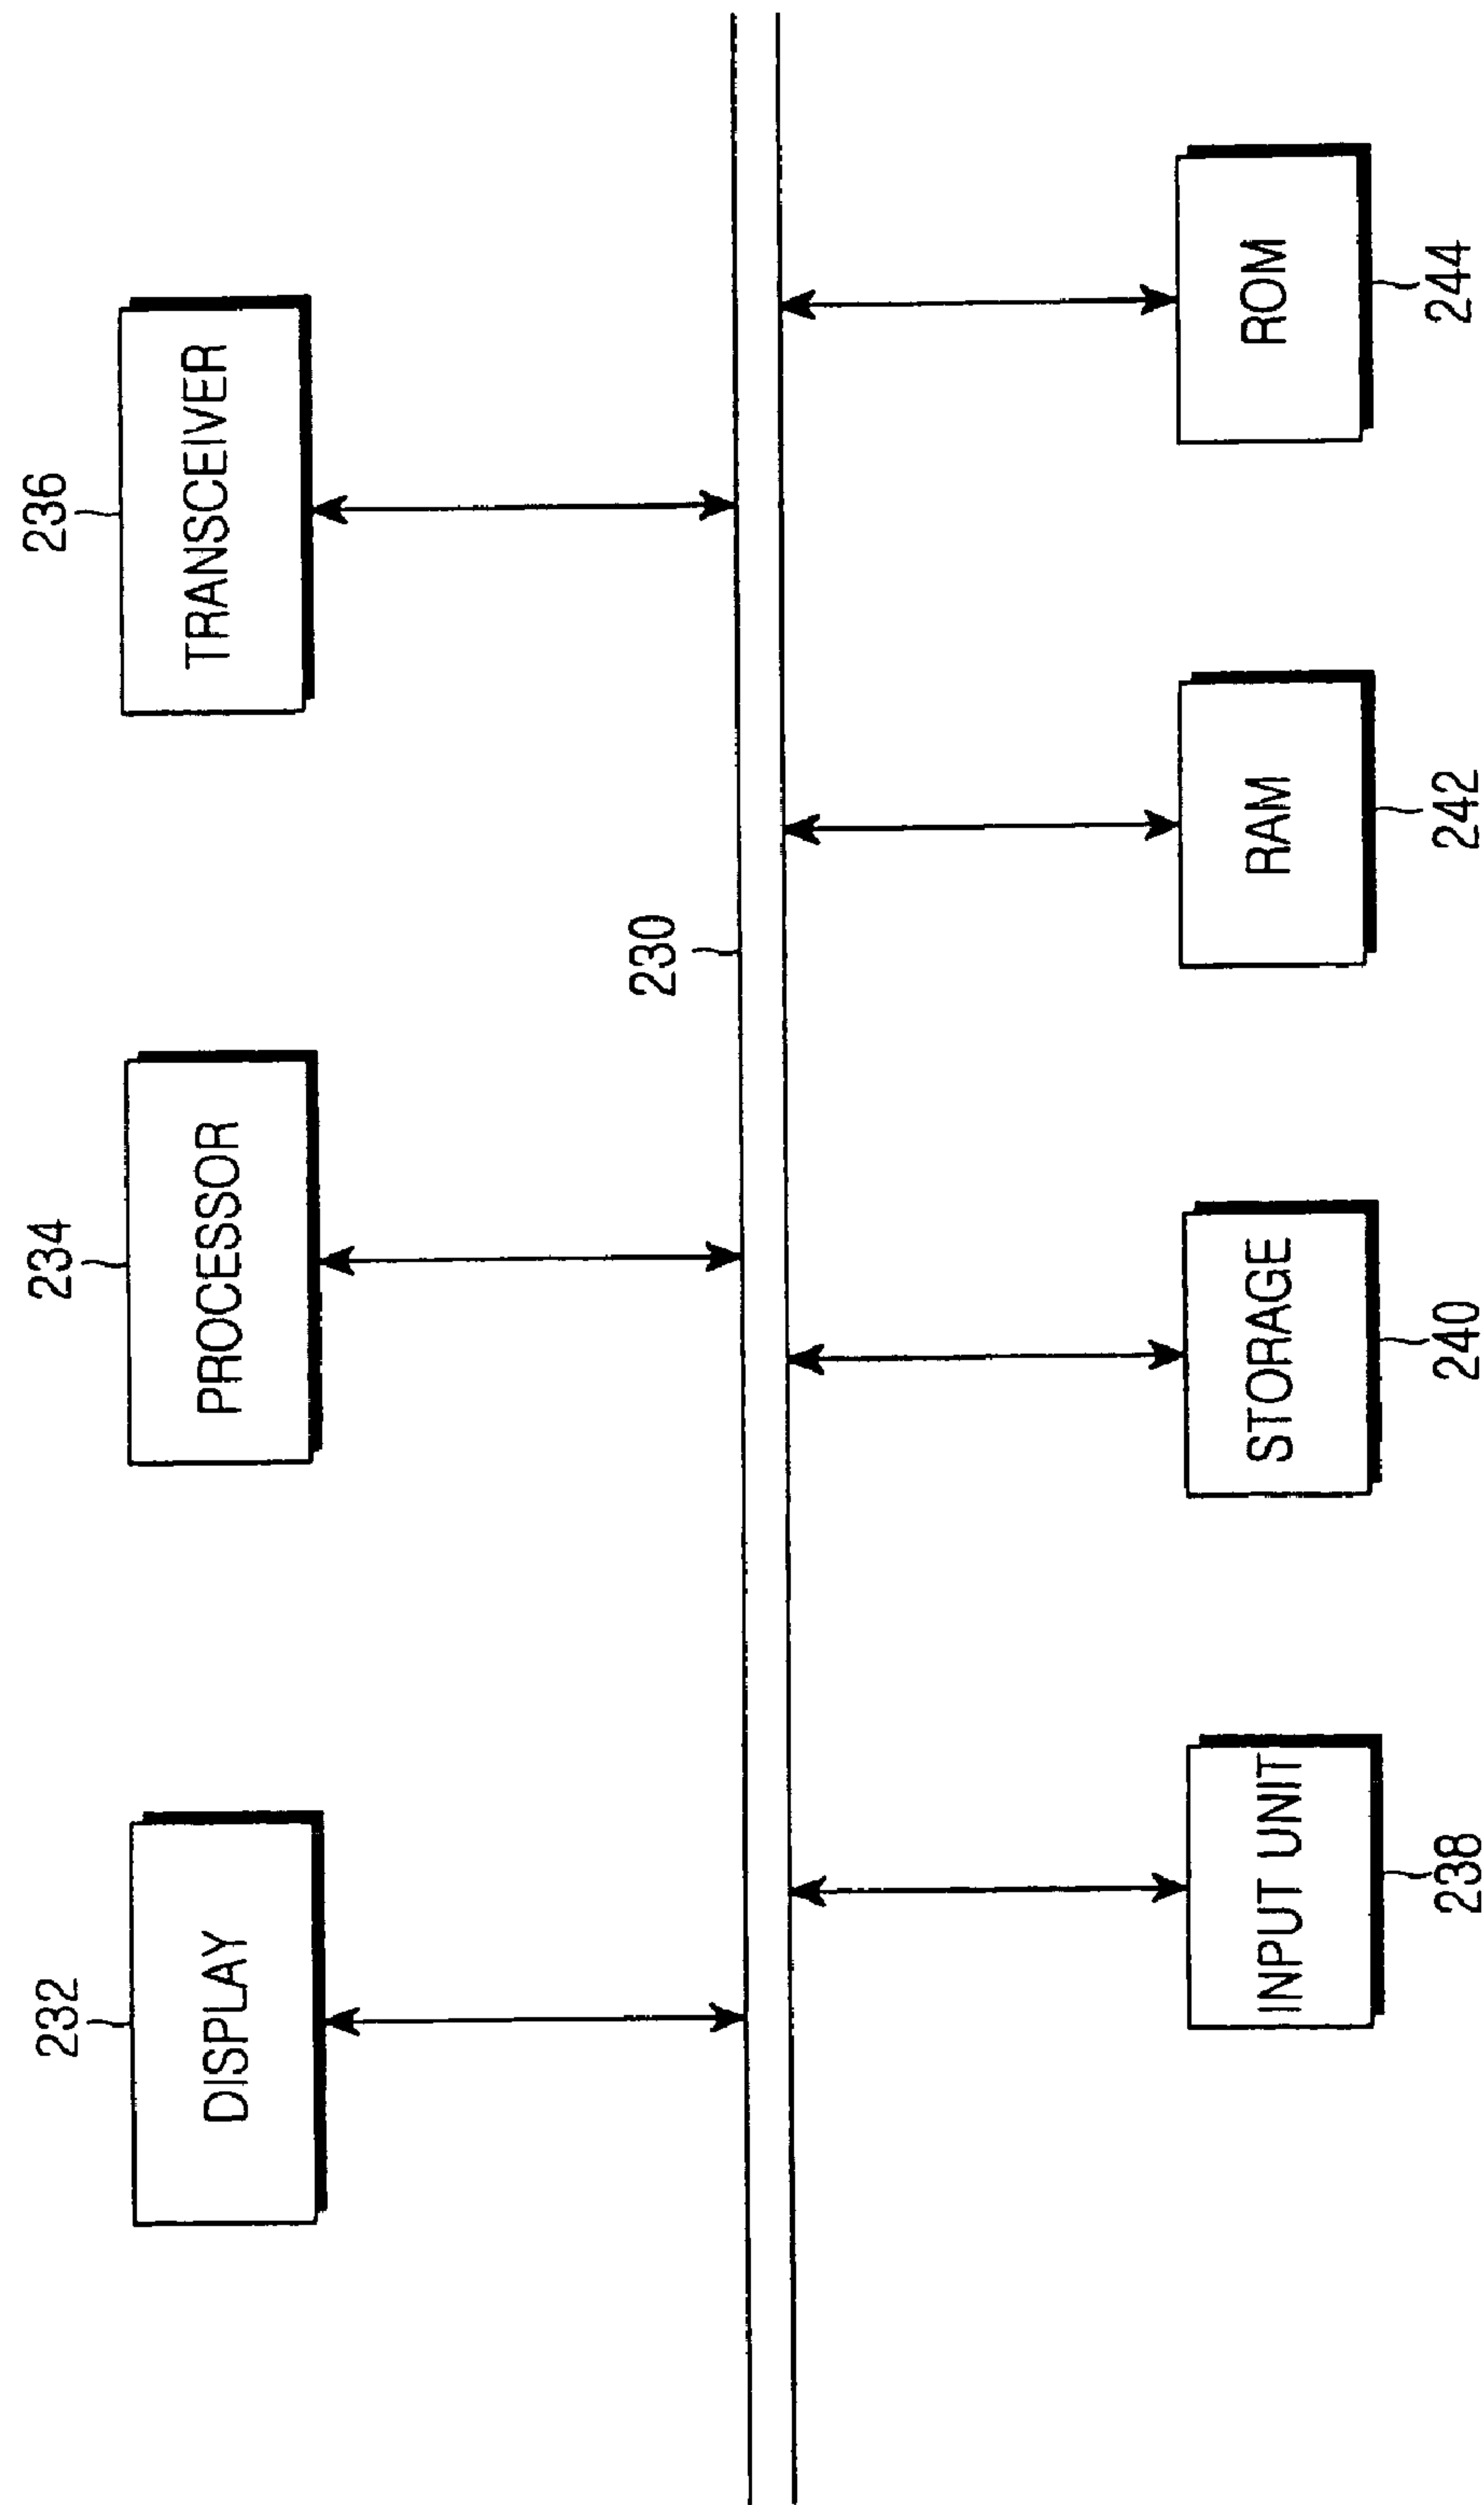 232
DISPLAY
234
PROCESSOR
236
TRANSCEIVER
230
INPUT UNIT
238
STORAGE
240
RAM
242
ROM
244